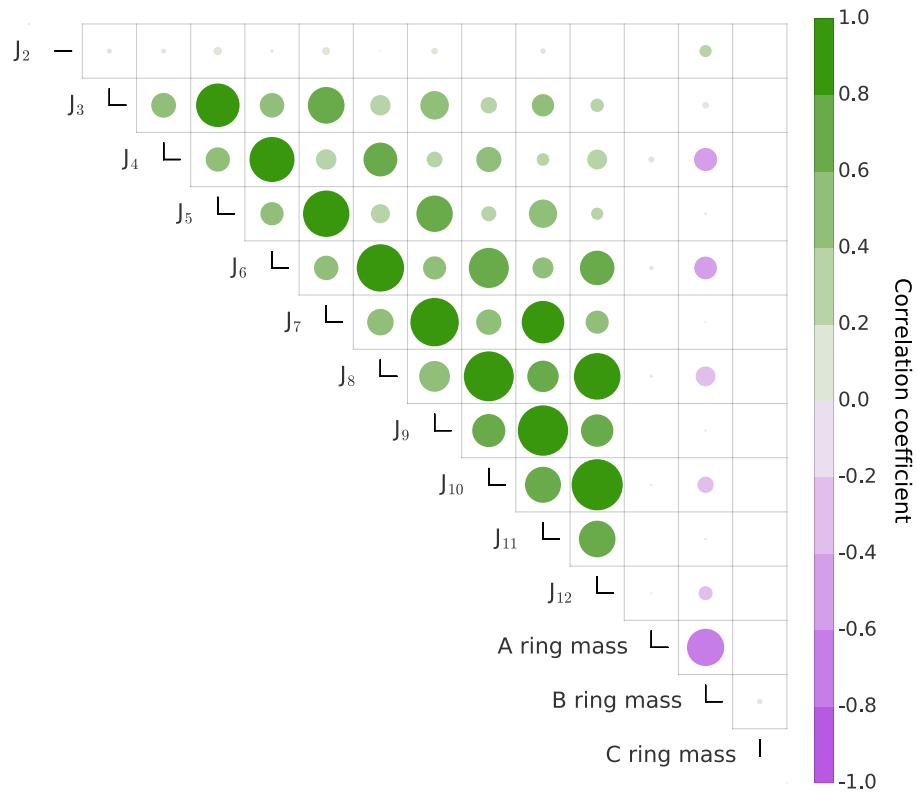 J₂
J₃
J₄
J₅
J₆
J₇
J₈
J₉
J₁₀
J₁₁
J₁₂
A ring mass
B ring mass
C ring mass
1.0
0.8
0.6
0.4
0.2
0.0
-0.2
-0.4
-0.6
-0.8
-1.0
Correlation coefficient